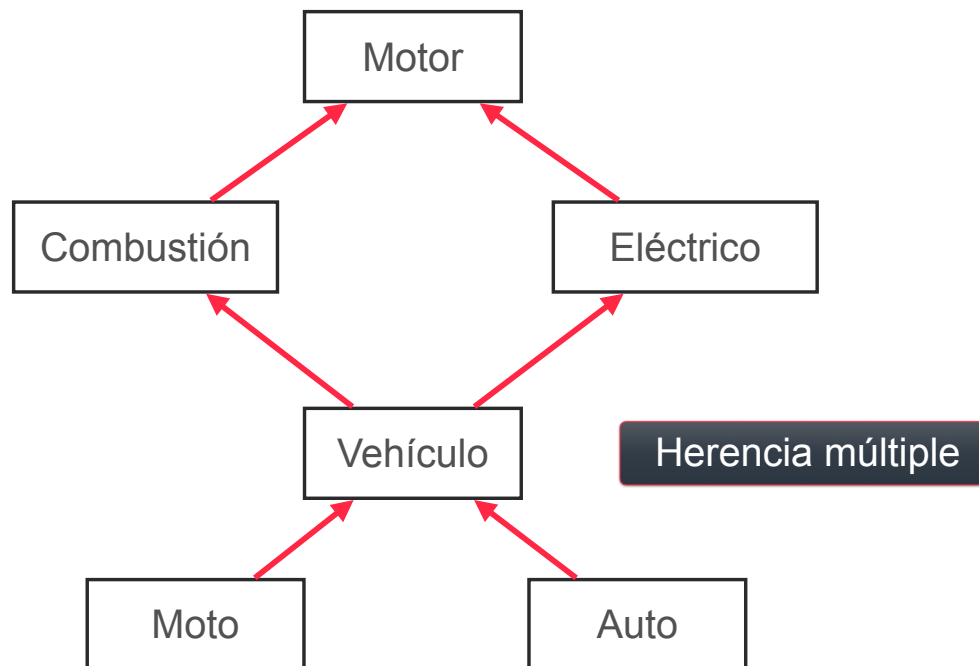 Motor
Combustión
Eléctrico
Vehículo
Herencia múltiple
Moto
Auto